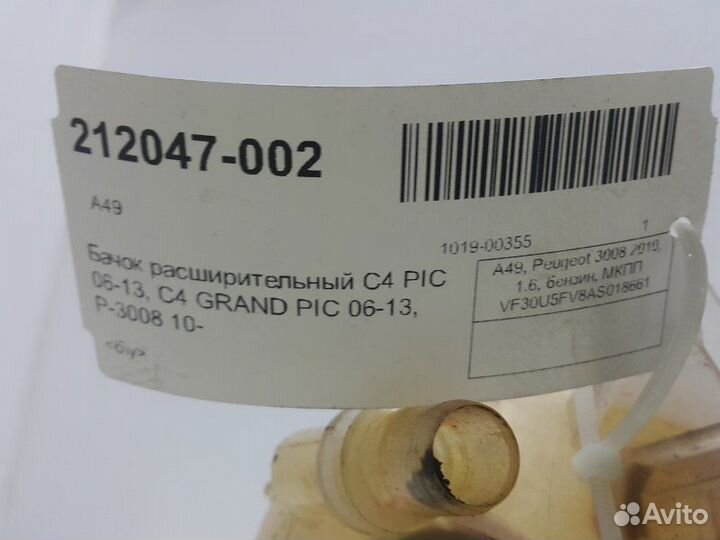 212047-002
A49
Бачок расширительный C4 PIC
06-13, C4 GRAND PIC 06-13,
P-3008 10-
<б\у>
1019-00355 1
A49, Peugeot 3008 2010,
1.6, бензин, МКПП
VF30U5FV8AS018661
Avito